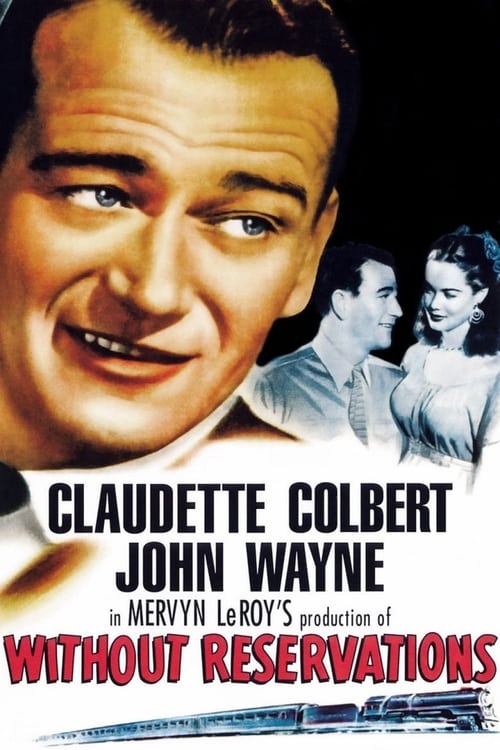 CLAUDETTE COLBERT
JOHN WAYNE
in MERVYN LeROY'S production of
WITHOUT RESERVATIONS